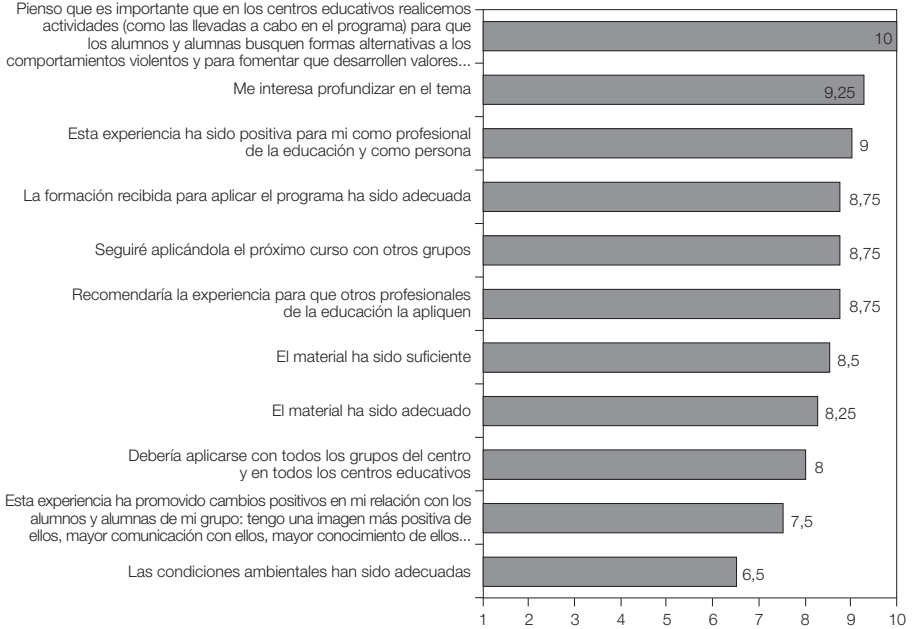 Pienso que es importante que en los centros educativos realicemos
actividades (como las llevadas a cabo en el programa) para que
los alumnos y alumnas busquen formas alternativas a los
comportamientos violentos y para fomentar que desarrollen valores...
10
Me interesa profundizar en el tema
9,25
Esta experiencia ha sido positiva para mi como profesional
de la educación y como persona
9
La formación recibida para aplicar el programa ha sido adecuada
8,75
Seguiré aplicándola el próximo curso con otros grupos
8,75
Recomendaría la experiencia para que otros profesionales
de la educación la apliquen
8,75
El material ha sido suficiente
8,5
El material ha sido adecuado
8,25
Debería aplicarse con todos los grupos del centro
y en todos los centros educativos
8
Esta experiencia ha promovido cambios positivos en mi relación con los
alumnos y alumnas de mi grupo: tengo una imagen más positiva de
ellos, mayor comunicación con ellos, mayor conocimiento de ellos...
7,5
Las condiciones ambientales han sido adecuadas
6,5
1 2 3 4 5 6 7 8 9 10